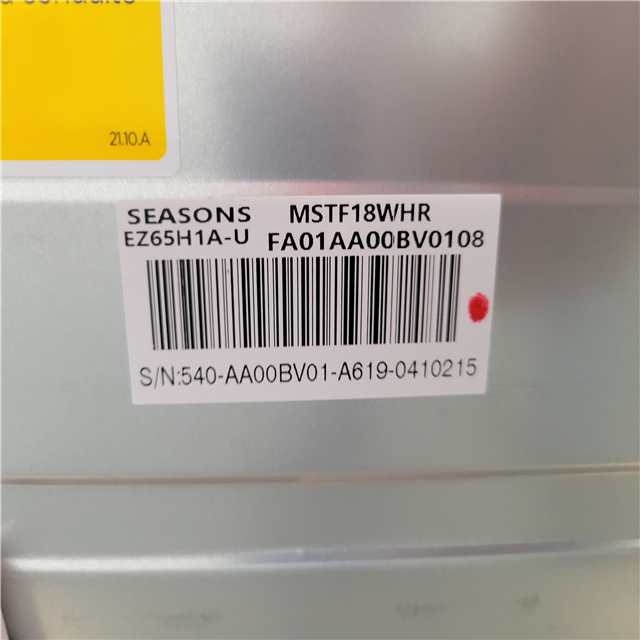 21.10.A
SEASONS MSTF18WHR
EZ65H1A-U FA01AA00BV0108
S/N:540-AA00BV01-A619-0410215